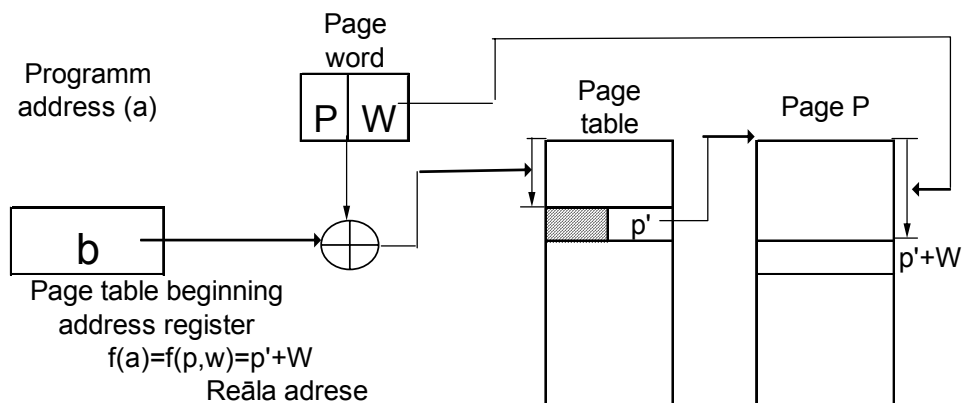 Page
word
Programm
address (a)
P W
Page
table
Page P
p'
b
p'+W
Page table beginning
address register
f(a)=f(p,w)=p'+W
Reāla adrese